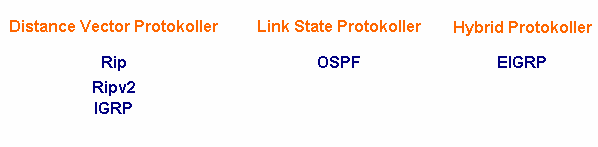 Distance Vector Protokoller
Link State Protokoller
Hybrid Protokoller
Rip
OSPF
EIGRP
Ripv2
IGRP